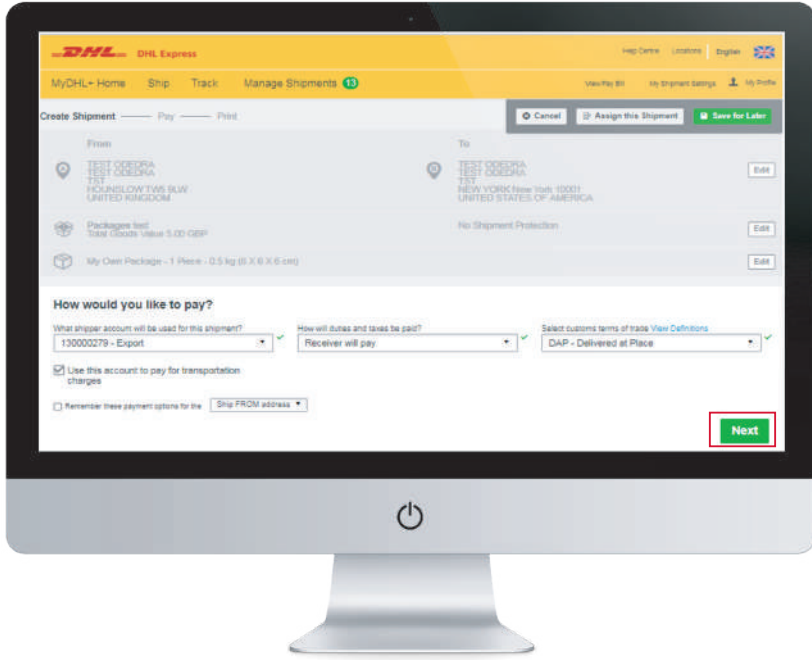 DHL DHL Express
Help Centre Locations English
MyDHL+ Home Ship Track Manage Shipments 13
View/Pay Bill My Shipment Settings My Profile
Create Shipment Pay Print
Cancel Assign this Shipment Save for Later
From To
TEST ODEDRA TEST ODEDRA
TEST ODEDRA TEST ODEDRA
TST TST
HOUNSLOW TW5 9LW NEW YORK New York 10001
UNITED KINGDOM UNITED STATES OF AMERICA
Edit
Packages test No Shipment Protection
Total Goods Value 5.00 GBP
Edit
My Own Package - 1 Piece - 0.5 kg (6 X 6 X 6 cm)
Edit
How would you like to pay?
What shipper account will be used for this shipment? How will duties and taxes be paid? Select customs terms of trade View Definitions
130000279 - Export Receiver will pay DAP - Delivered at Place
Use this account to pay for transportation
charges
Remember these payment options for the Ship FROM address
Next